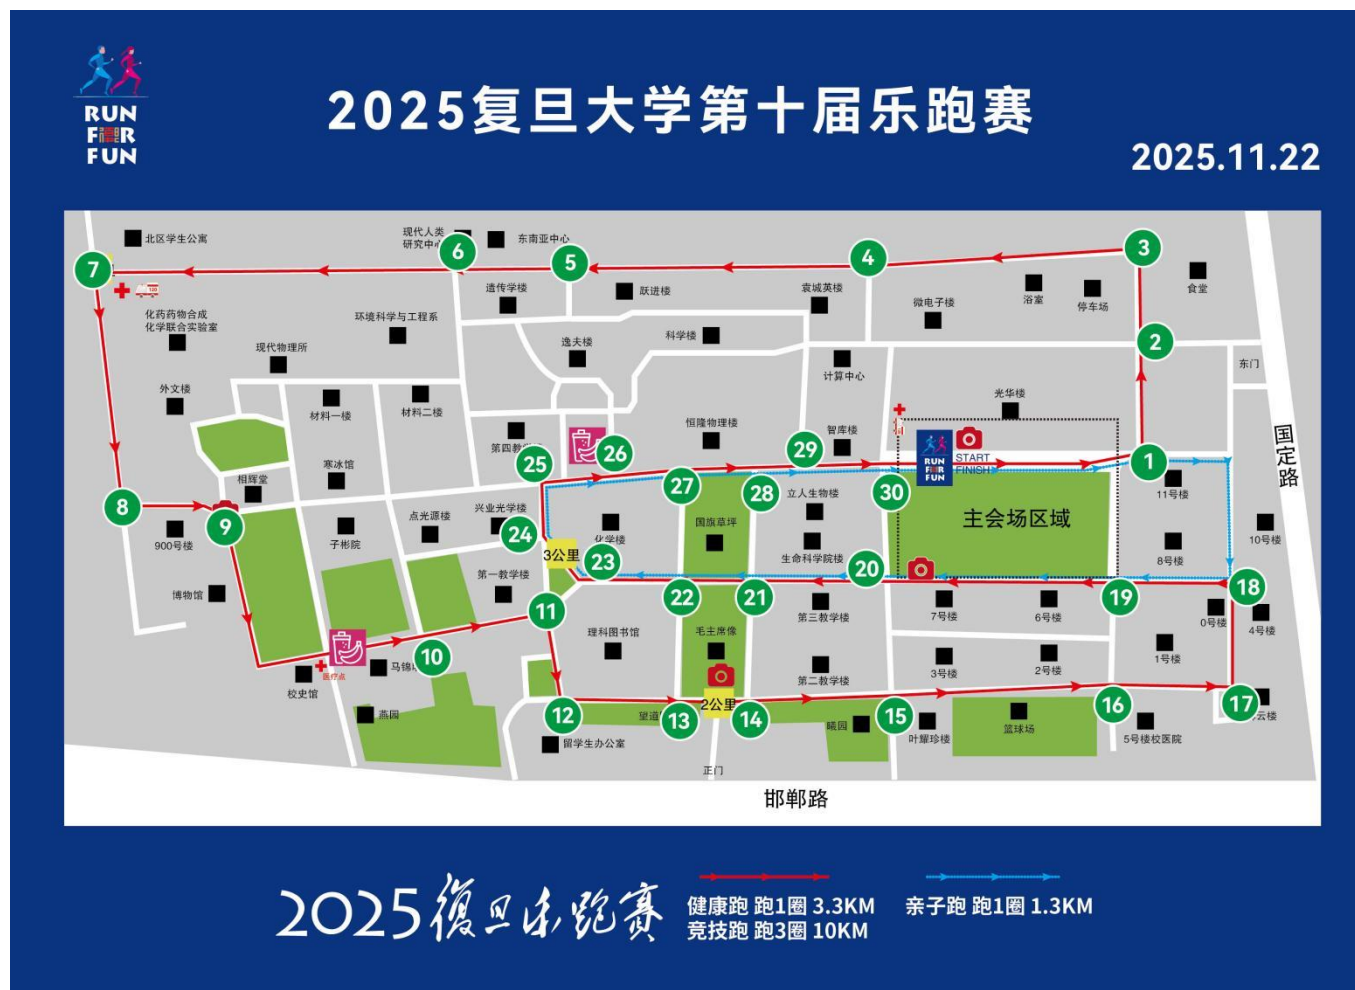 RUN
FOR
FUN
2025复旦大学第十届乐跑赛
2025.11.22
北区学生公寓
现代人类
研究中心
东南亚中心
3
4
5
6
7
食堂
浴室
停车场
袁城英楼
微电子楼
遗传学楼
跃进楼
化药药物合成
化学联合实验室
环境科学与工程系
科学楼
2
现代物理所
逸夫楼
计算中心
东门
外文楼
材料一楼
材料二楼
光华楼
恒隆物理楼
智库楼
第四教学
国定路
26
29
25
START
FINISH
RUN
FOR
FUN
1
寒冰馆
相辉堂
27
28
30
11号楼
立人生物楼
8
9
点光源楼
兴业光学楼
国旗草坪
主会场区域
10号楼
900号楼
子彬院
24
化学楼
生命科学院楼
8号楼
3公里
23
20
第一教学楼
博物馆
22
21
19
18
11
第三教学楼
7号楼
6号楼
0号楼
4号楼
理科图书馆
毛主席像
10
医疗点
校史馆
马锦
第二教学楼
3号楼
2号楼
1号楼
燕园
12
望道
13
2公里
14
曦园
15
叶耀珍楼
篮球场
16
5号楼校医院
17
云楼
留学生办公室
正门
邯郸路
2025復旦乐跑赛
健康跑 跑1圈 3.3KM
竞技跑 跑3圈 10KM
亲子跑 跑1圈 1.3KM